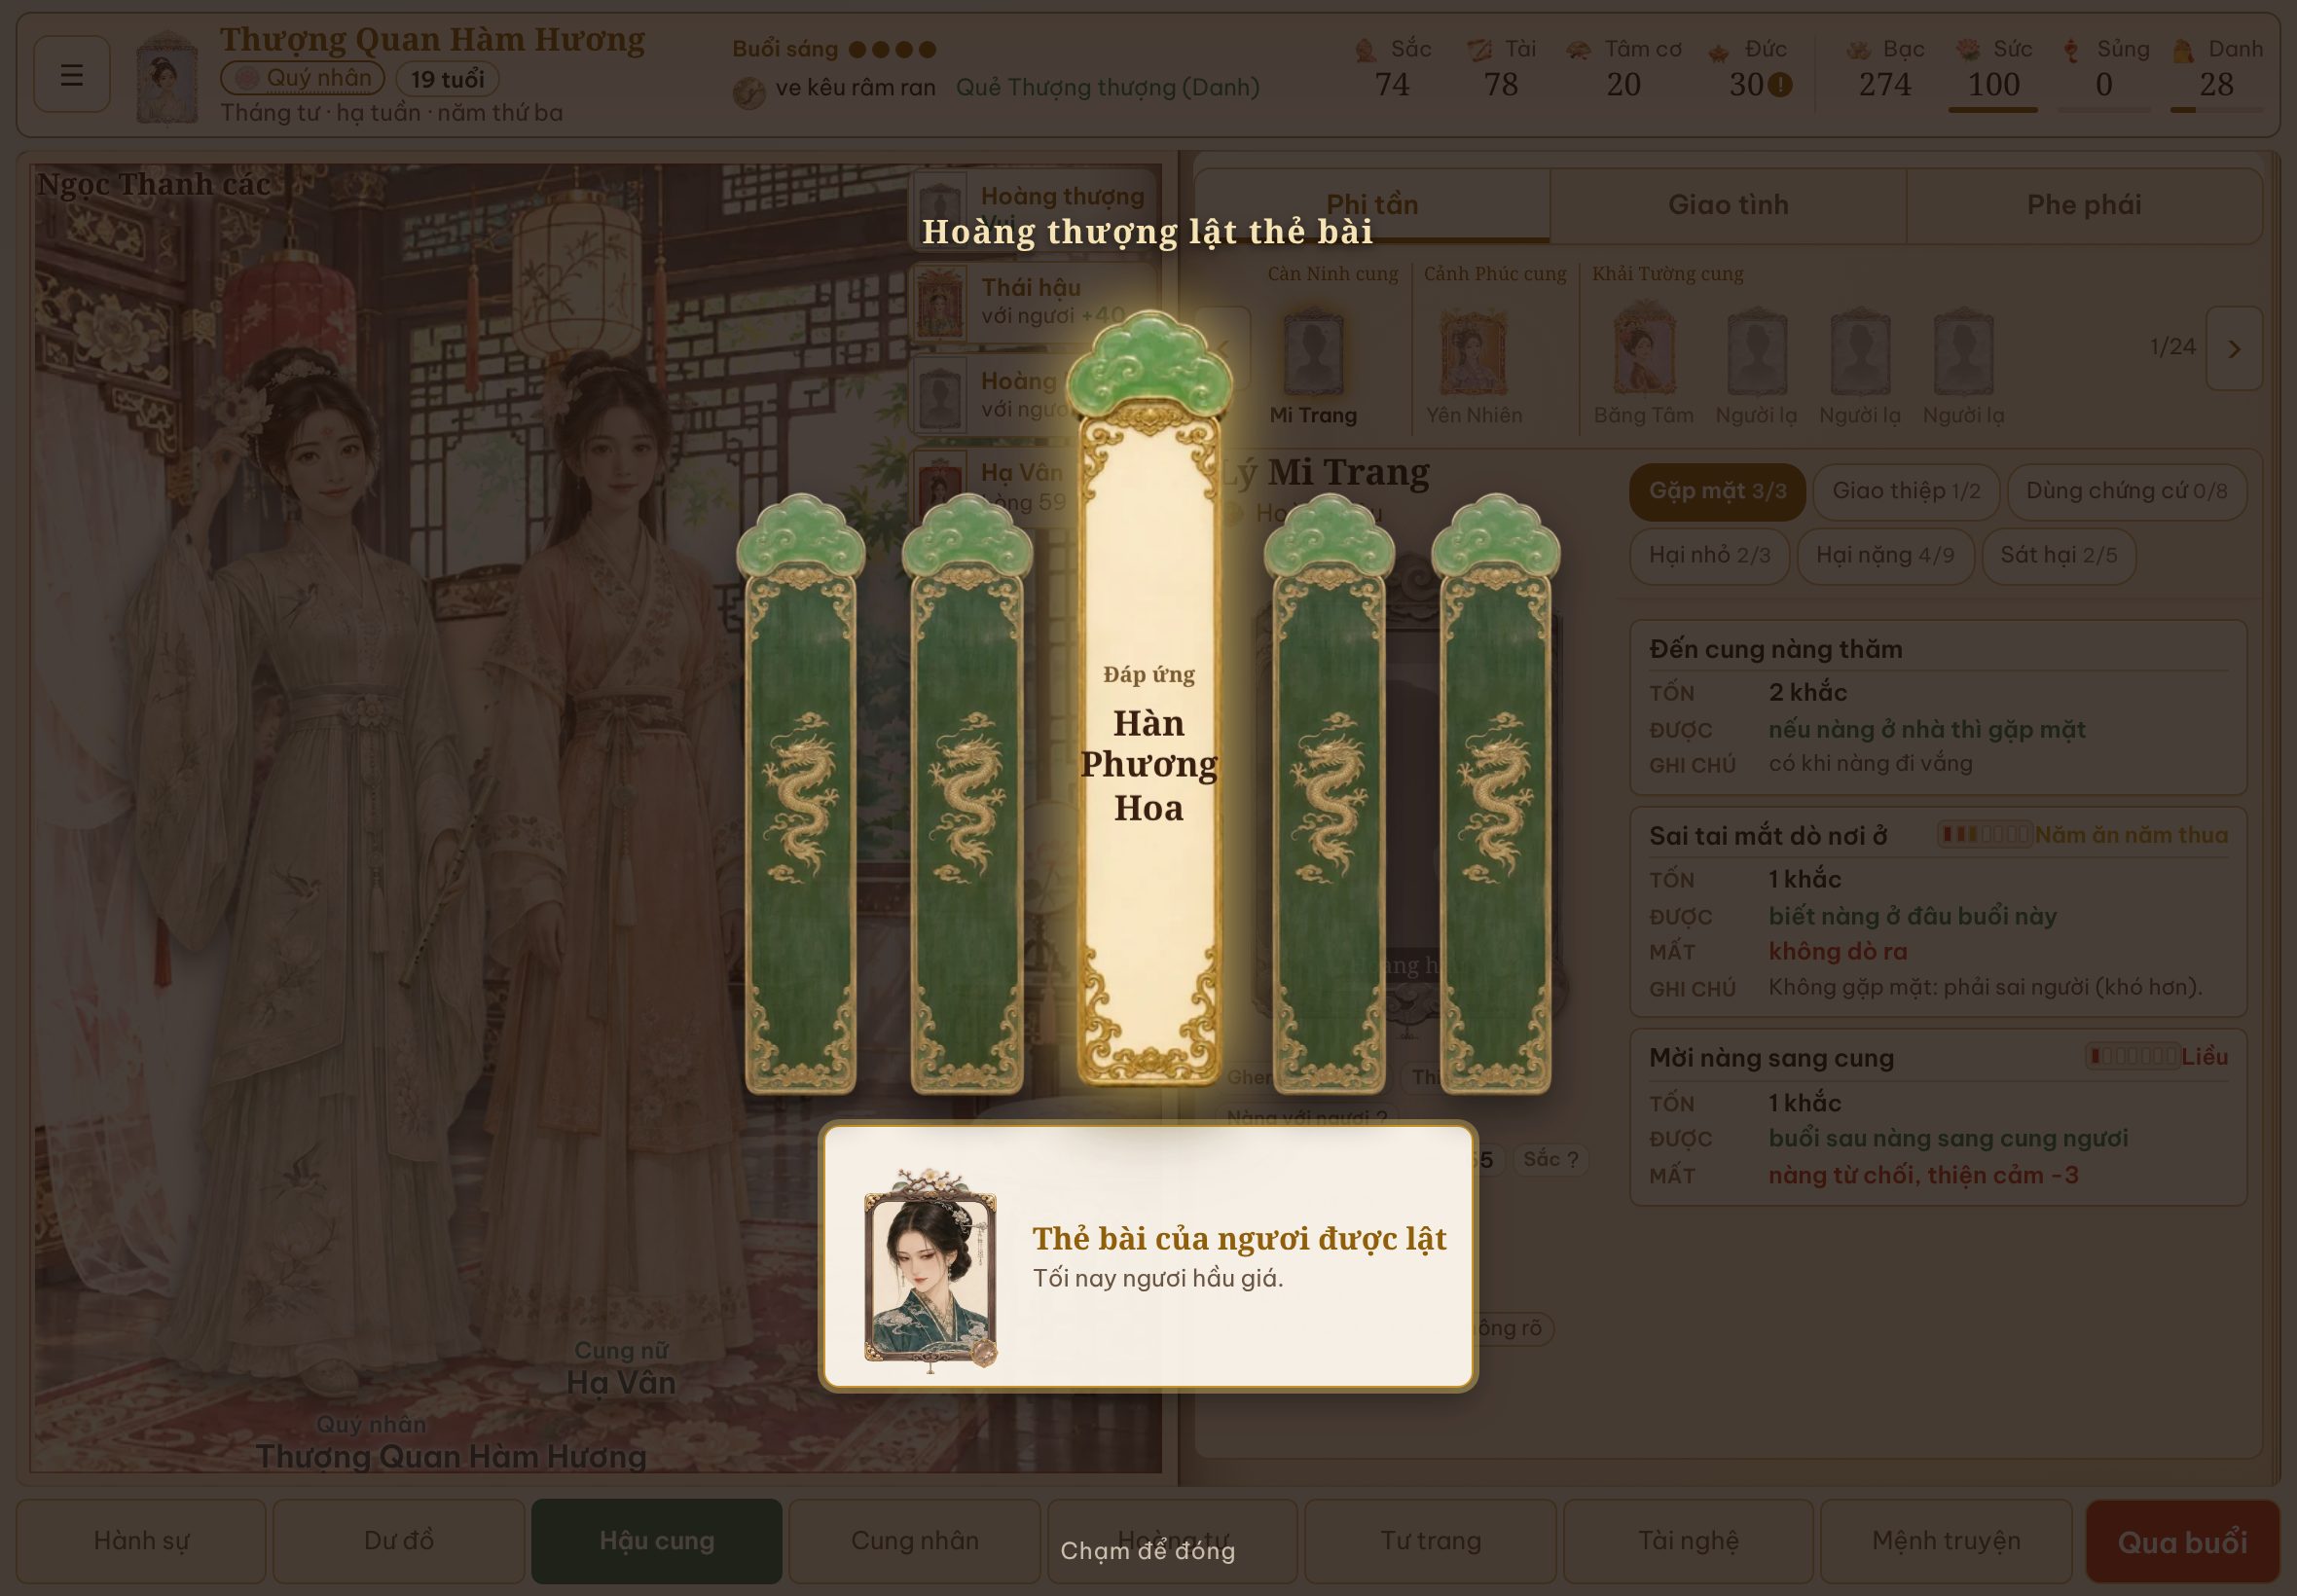 Thượng Quan Hàm Hương
Quý nhân
19 tuổi
Tháng tư · hạ tuần · năm thứ ba
Buổi sáng
ve kêu râm ran
Quẻ Thượng thượng (Danh)
Sắc
74
Tài
78
Tâm cơ
20
Đức
30
Bạc
274
Sức
100
Sủng
0
Danh
28
Ngọc Thanh các
Hoàng thượng
Vui
Thái hậu
với ngươi +40
Hoàng
Hạ Vân
Lòng 59
Hoàng thượng lật thẻ bài
Phi tần
Giao tình
Phe phái
Càn Ninh cung
Cảnh Phúc cung
Khải Tường cung
Mi Trang
Yên Nhiên
Băng Tâm
Người lạ
Người lạ
Người lạ
1/24
Lý Mi Trang
Gặp mặt 3/3
Giao thiệp 1/2
Dùng chứng cứ 0/8
Hại nhỏ 2/3
Hại nặng 4/9
Sát hại 2/5
Đến cung nàng thăm
TỐN 2 khắc
ĐƯỢC nếu nàng ở nhà thì gặp mặt
GHI CHÚ có khi nàng đi vắng
Sai tai mắt dò nơi ở
Năm ăn năm thua
TỐN 1 khắc
ĐƯỢC biết nàng ở đâu buổi này
MẤT không dò ra
GHI CHÚ Không gặp mặt: phải sai người (khó hơn).
Mời nàng sang cung
Liều
TỐN 1 khắc
ĐƯỢC buổi sau nàng sang cung ngươi
MẤT nàng từ chối, thiện cảm -3
Đáp ứng
Hàn
Phương
Hoa
Nàng với ngươi ?
Sắc ?
Thẻ bài của ngươi được lật
Tối nay ngươi hầu giá.
Cung nữ
Hạ Vân
Quý nhân
Thượng Quan Hàm Hương
Hành sự
Dư đồ
Hậu cung
Cung nhân
Hoàng tự
Tư trang
Tài nghệ
Mệnh truyện
Qua buổi
Chạm để đóng